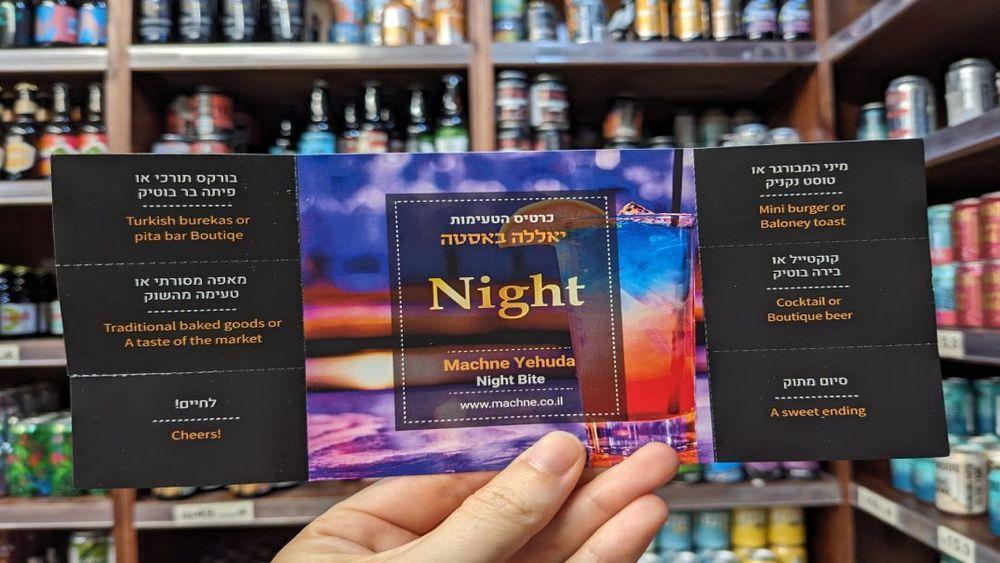 בורקס תורכי או
פיתה בר בוטיק
Turkish burekas or
pita bar Boutiqe
מאפה מסורתי או
טעימה מהשוק
Traditional baked goods or
A taste of the market
לחיים!
Cheers!
כרטיס הטעימות
יאללה באסטה
Night
Machne Yehuda
Night Bite
www.machne.co.il
מיני המבורגר או
טוסט נקניק
Mini burger or
Baloney toast
קוקטייל או
בירה בוטיק
Cocktail or
Boutique beer
סיום מתוק
A sweet ending